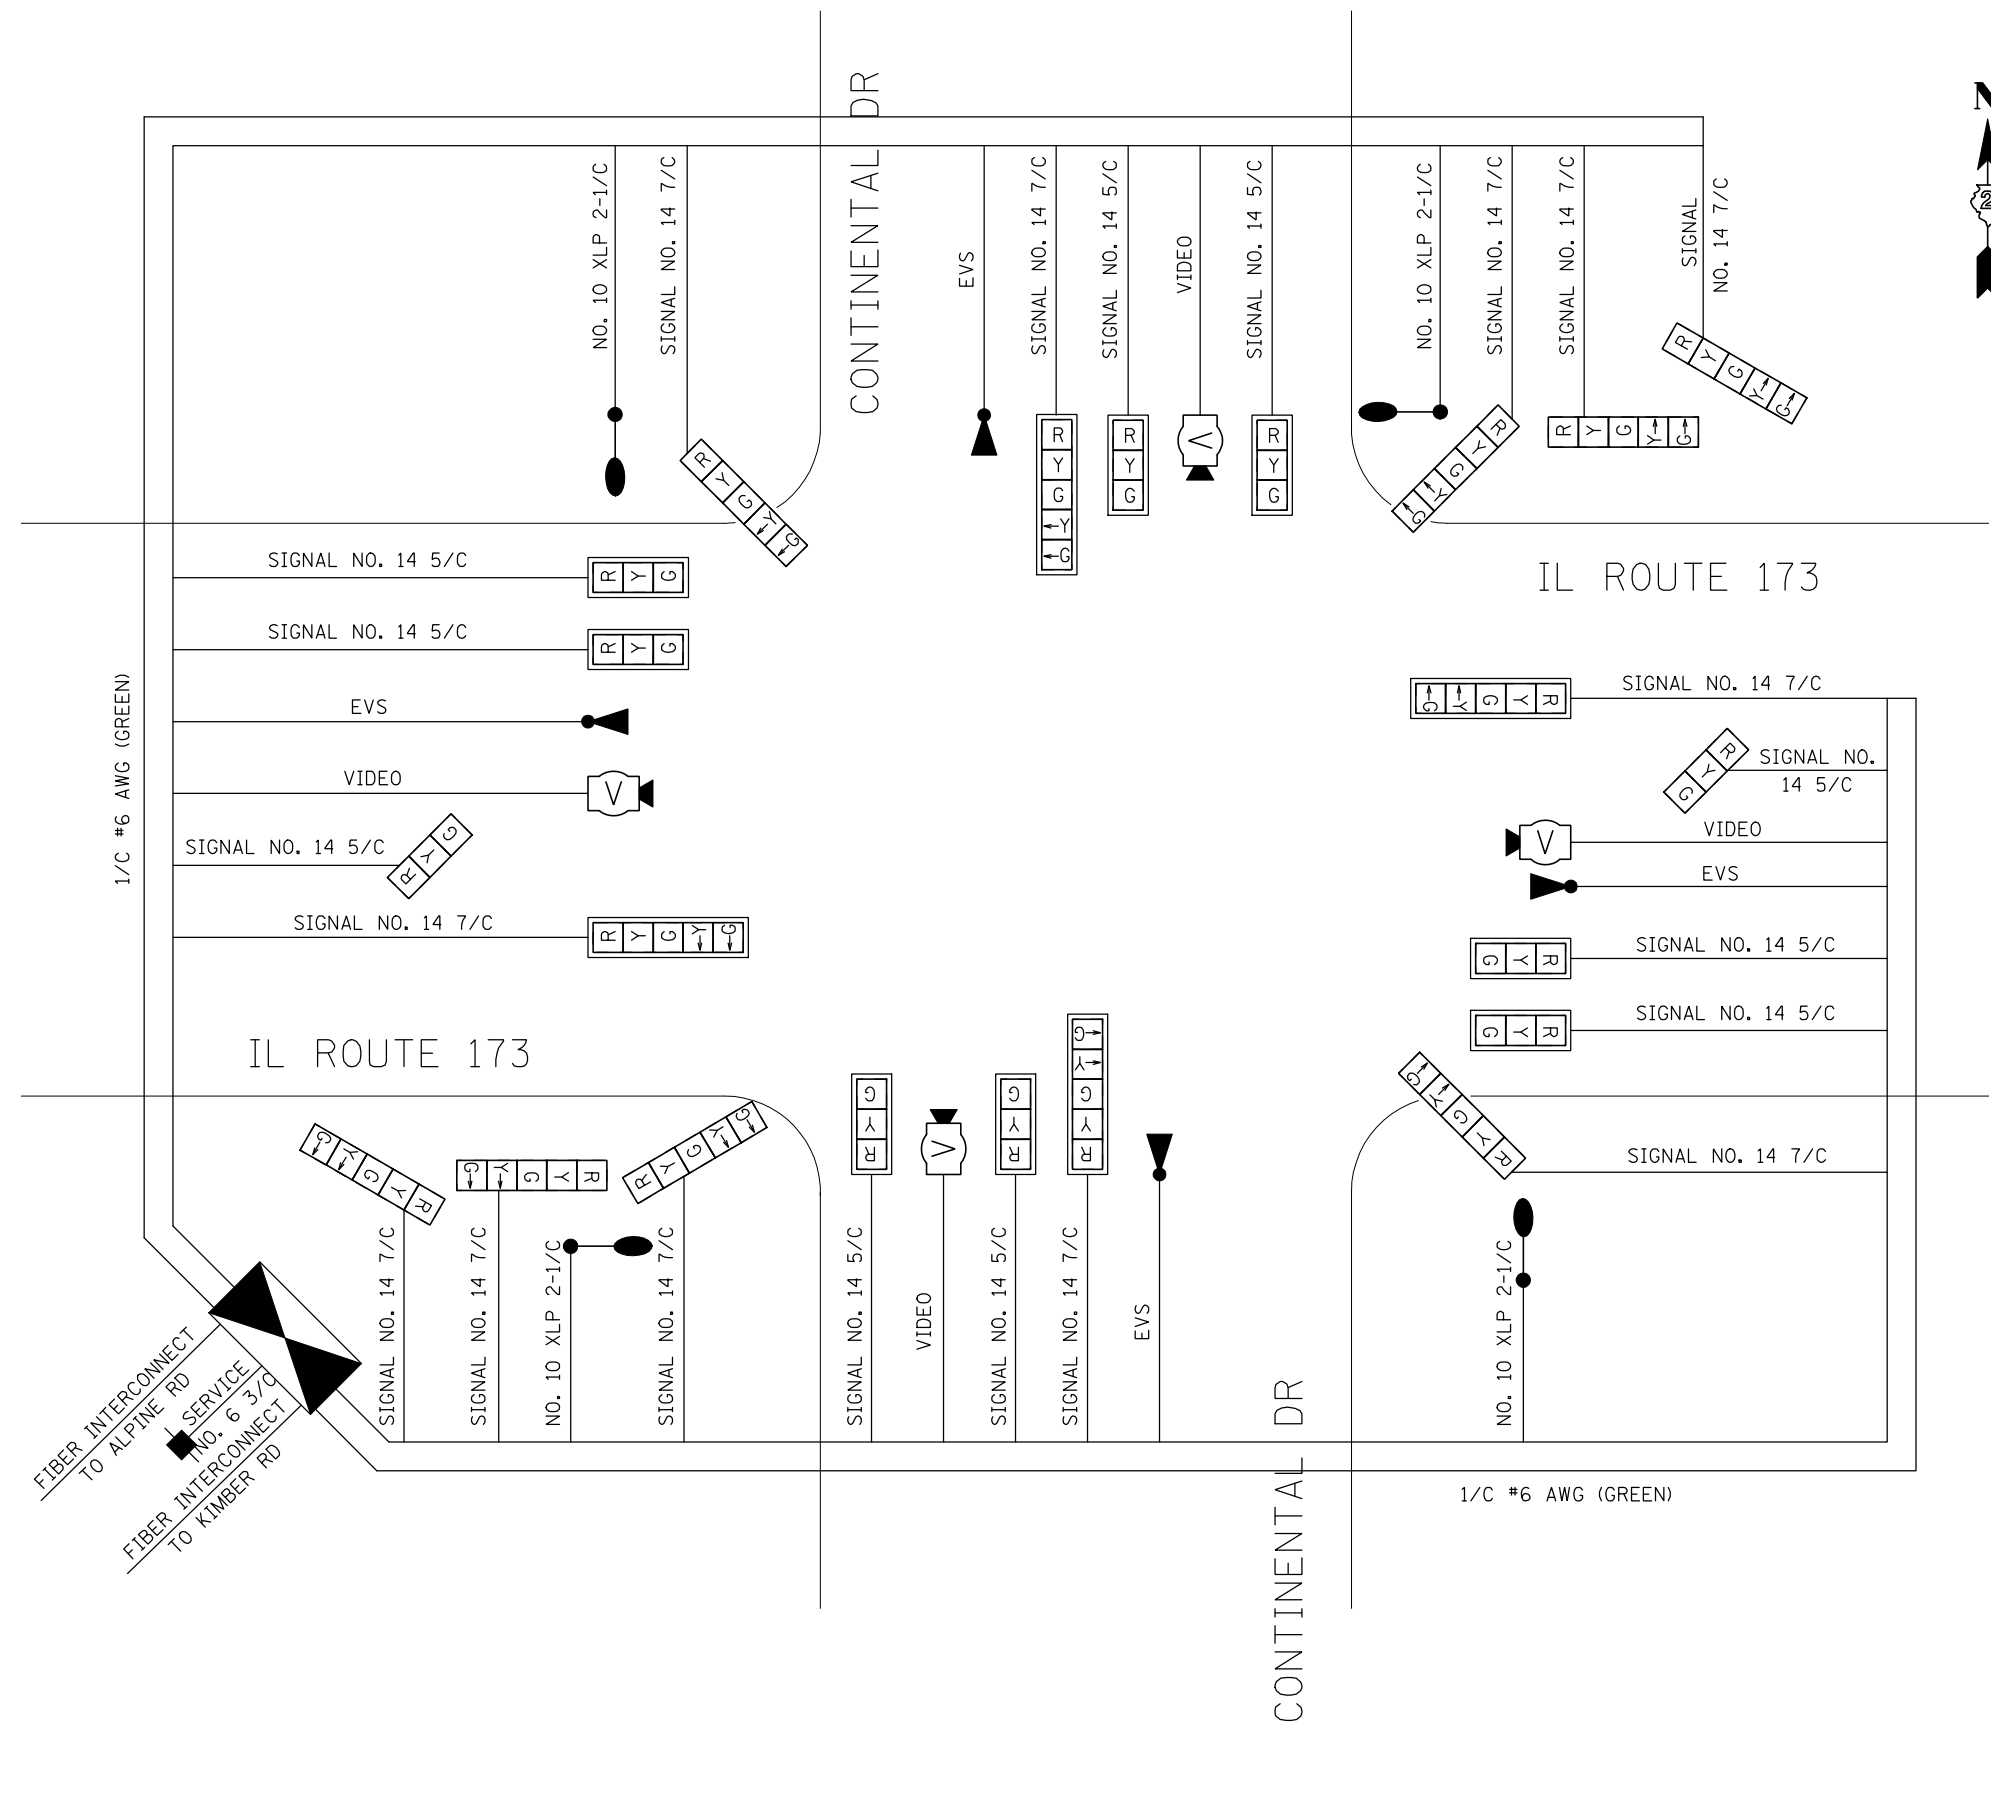 CONTINENTAL DR
NO. 10 XLP 2-1/C
SIGNAL NO. 14 7/C
EVS
SIGNAL NO. 14 7/C
SIGNAL NO. 14 5/C
VIDEO
SIGNAL NO. 14 5/C
NO. 10 XLP 2-1/C
SIGNAL NO. 14 7/C
SIGNAL NO. 14 7/C
SIGNAL
NO. 14 7/C
N
2
R Y G Y G
R Y G Y G
R Y G
R Y G
R Y G Y G
R Y G Y G
R Y G Y G
V
SIGNAL NO. 14 5/C
R Y G
SIGNAL NO. 14 5/C
R Y G
EVS
VIDEO
V
SIGNAL NO. 14 5/C
R Y G
SIGNAL NO. 14 7/C
R Y G Y G
1/C #6 AWG (GREEN)
IL ROUTE 173
IL ROUTE 173
G Y G Y R
SIGNAL NO. 14 7/C
G Y R
SIGNAL NO.
14 5/C
V
VIDEO
EVS
G Y R
SIGNAL NO. 14 5/C
G Y R
SIGNAL NO. 14 5/C
G Y G Y R
SIGNAL NO. 14 7/C
G Y G Y R
G Y G Y R
R Y G Y G
G Y R
V
G Y R
G Y G Y R
SIGNAL NO. 14 7/C
SIGNAL NO. 14 7/C
NO. 10 XLP 2-1/C
SIGNAL NO. 14 7/C
SIGNAL NO. 14 5/C
VIDEO
SIGNAL NO. 14 5/C
SIGNAL NO. 14 7/C
EVS
NO. 10 XLP 2-1/C
CONTINENTAL DR
1/C #6 AWG (GREEN)
FIBER INTERCONNECT
TO ALPINE RD
SERVICE
NO. 6 3/C
FIBER INTERCONNECT
TO KIMBER RD